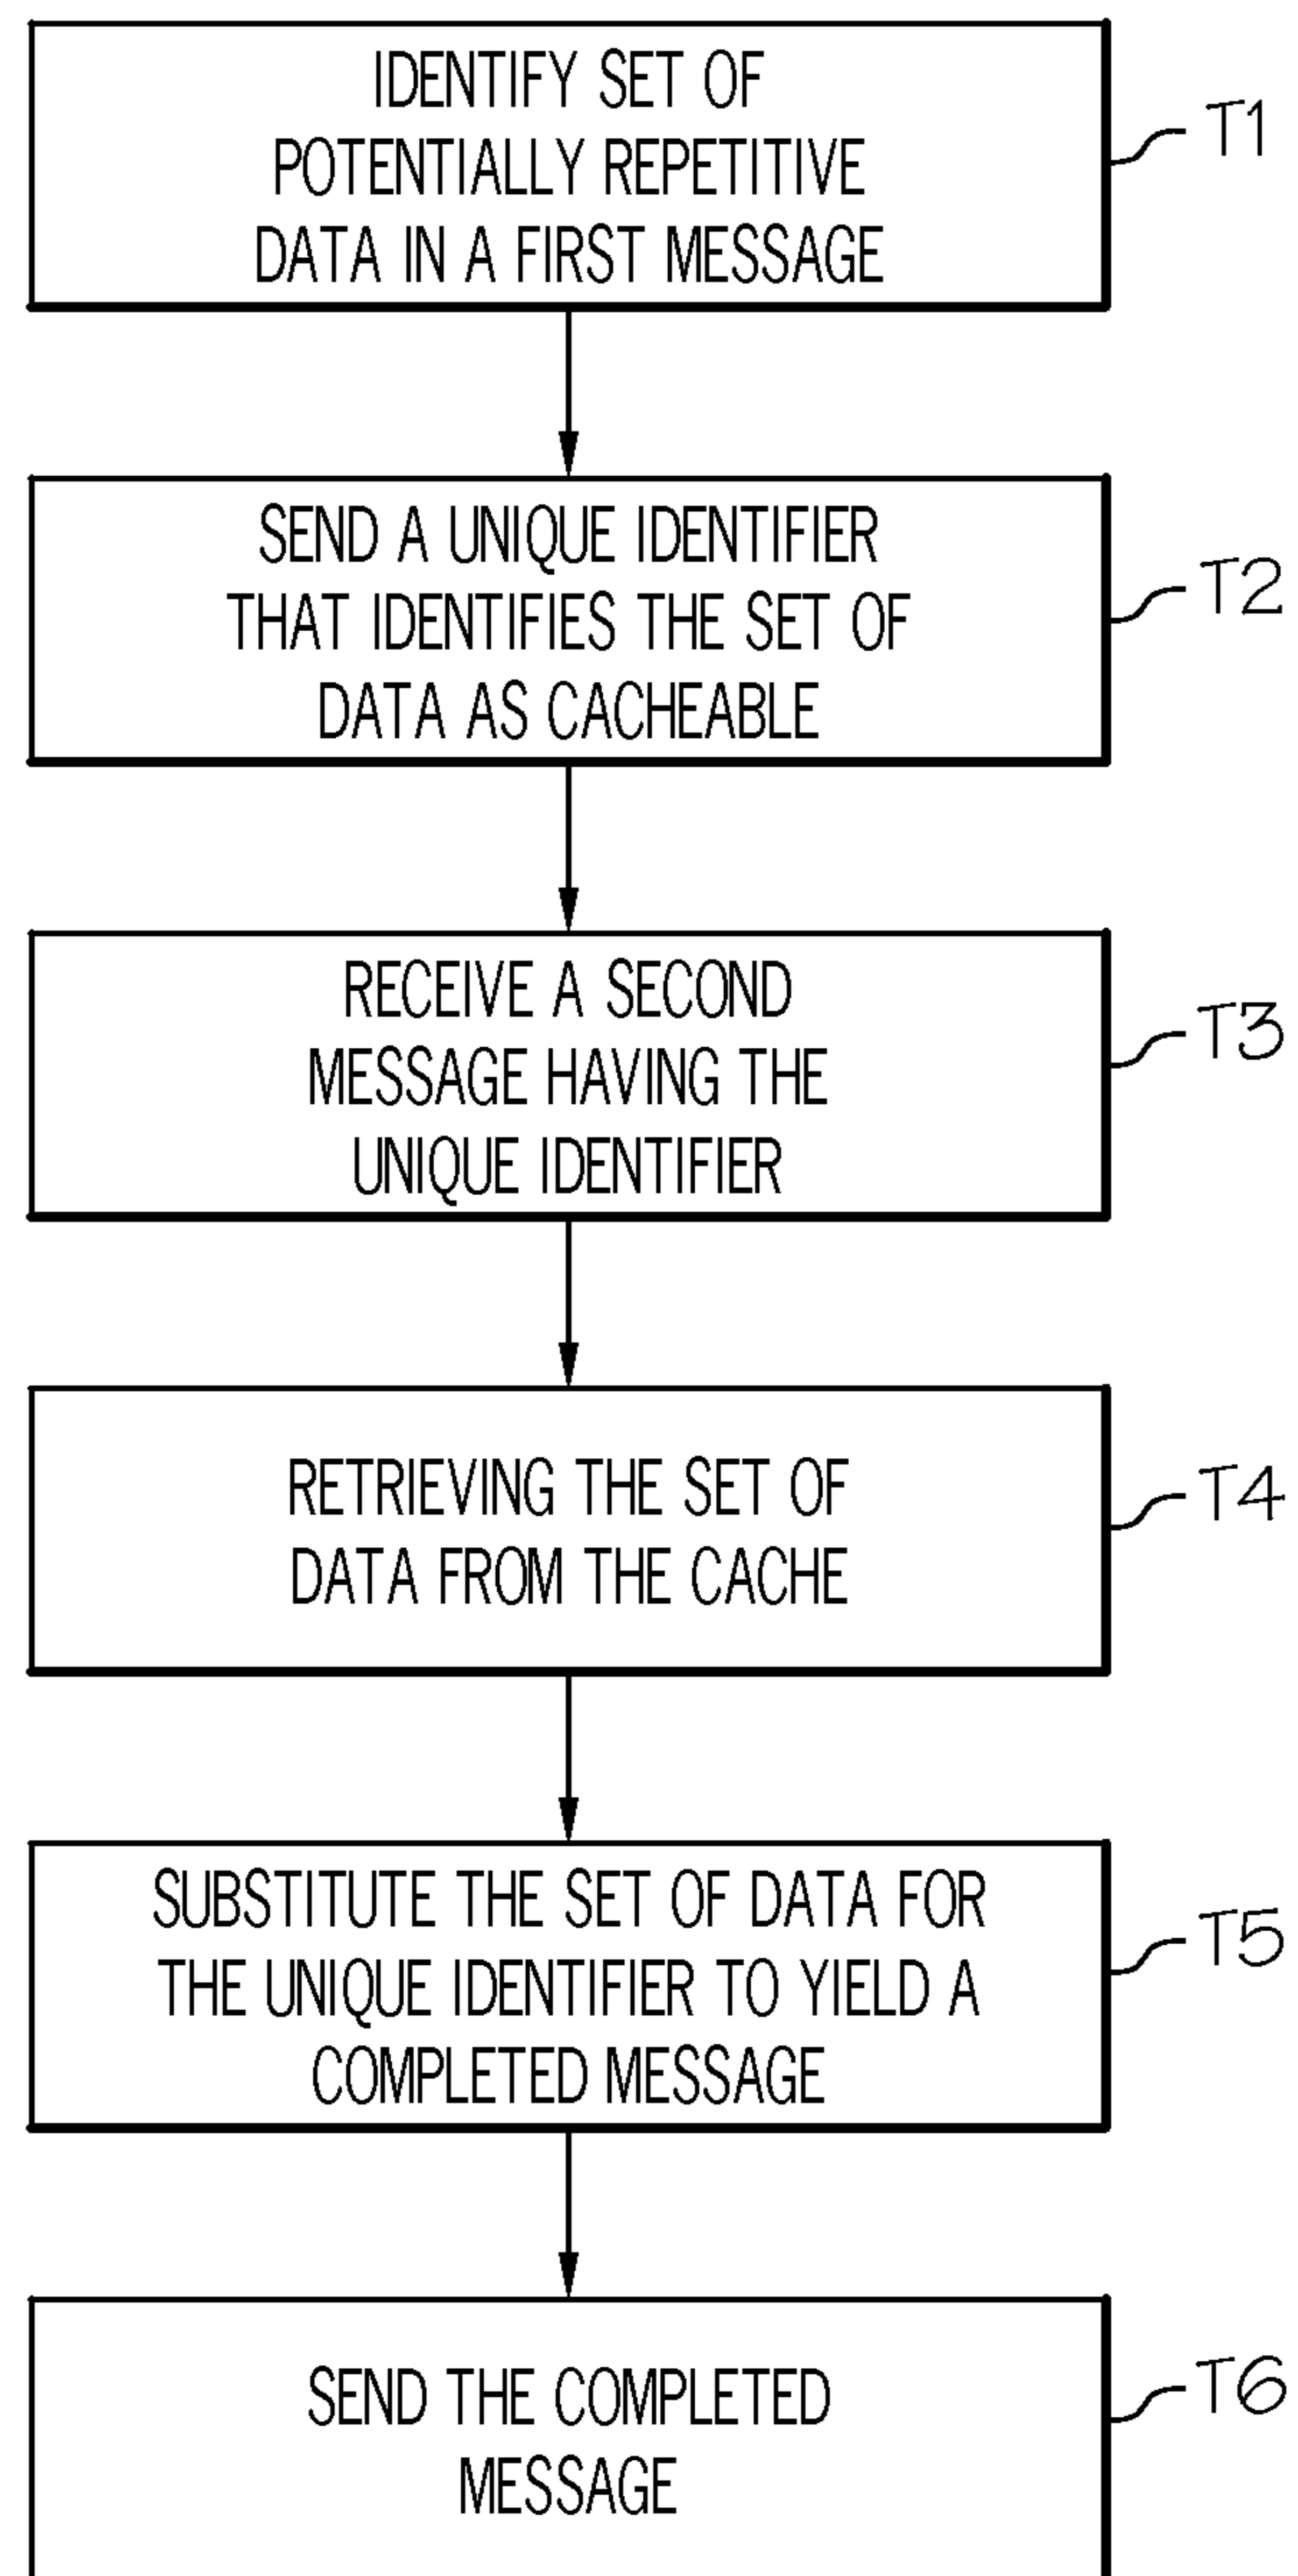 IDENTIFY SET OF
POTENTIALLY REPETITIVE
DATA IN A FIRST MESSAGE
T1
SEND A UNIQUE IDENTIFIER
THAT IDENTIFIES THE SET OF
DATA AS CACHEABLE
T2
RECEIVE A SECOND
MESSAGE HAVING THE
UNIQUE IDENTIFIER
T3
RETRIEVING THE SET OF
DATA FROM THE CACHE
T4
SUBSTITUTE THE SET OF DATA FOR
THE UNIQUE IDENTIFIER TO YIELD A
COMPLETED MESSAGE
T5
SEND THE COMPLETED
MESSAGE
T6